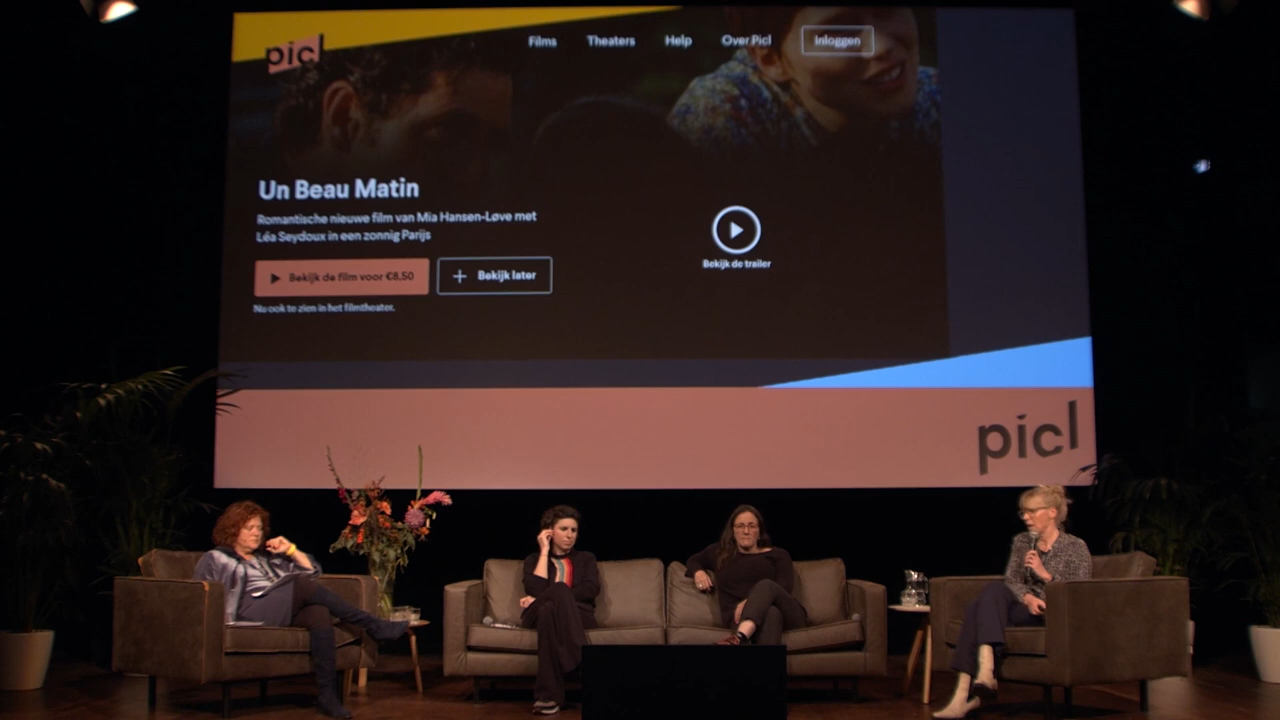 picl
Films
Theaters
Help
Over Picl
Inloggen
Un Beau Matin
Romantische nieuwe film van Mia Hansen-Løve met
Léa Seydoux in een zonnig Parijs
Bekijk de film voor €8,50
Bekijk later
Nu ook te zien in het filmtheater.
Bekijk de trailer
picl